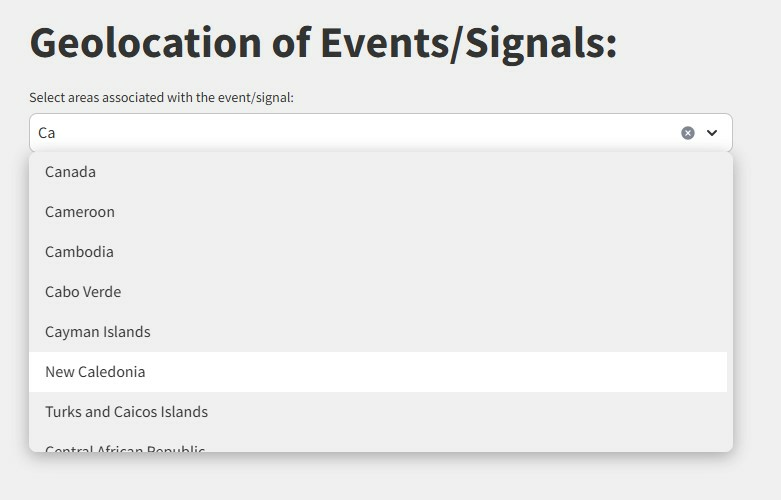 Geolocation of Events/Signals:
Select areas associated with the event/signal:
Ca
Canada
Cameroon
Cambodia
Cabo Verde
Cayman Islands
New Caledonia
Turks and Caicos Islands
Central African Republic